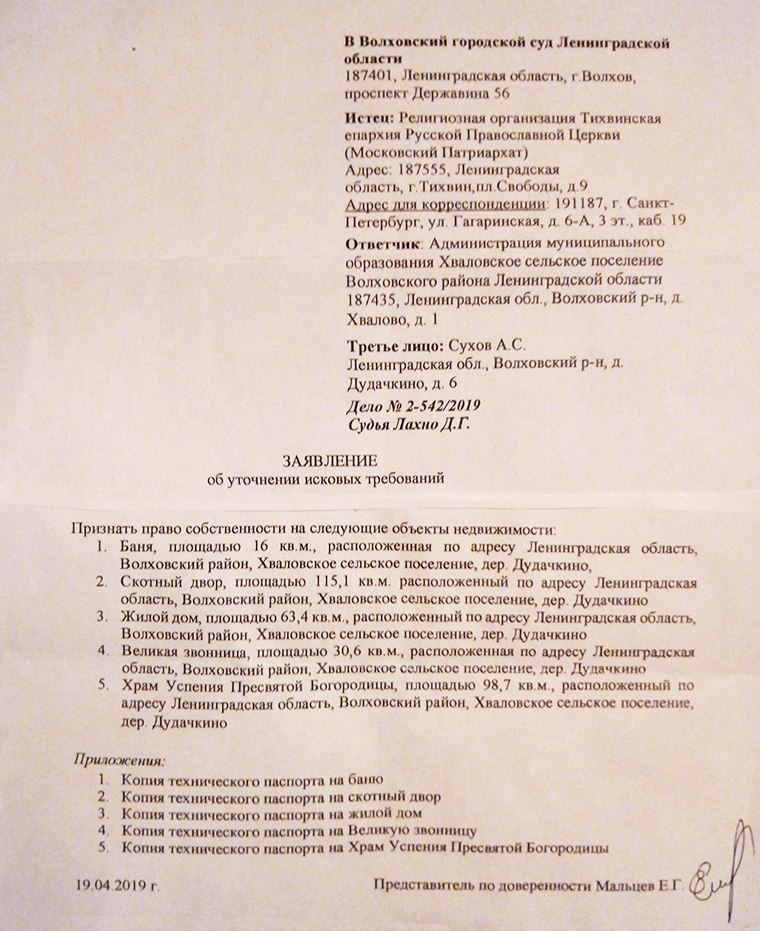 В Волховский городской суд Ленинградской
области
187401, Ленинградская область, г.Волхов,
проспект Державина 56
Истец: Религиозная организация Тихвинская
епархия Русской Православной Церкви
(Московский Патриархат)
Адрес: 187555, Ленинградская
область, г.Тихвин,пл.Свободы, д.9
Адрес для корреспонденции: 191187, г. Санкт-
Петербург, ул. Гагаринская, д. 6-А, 3 эт., каб. 19
Ответчик: Администрация муниципального
образования Хваловское сельское поселение
Волховского района Ленинградской области
187435, Ленинградская обл., Волховский р-н, д.
Хвалово, д. 1
Третье лицо: Сухов А.С.
Ленинградская обл., Волховский р-н, д.
Дудачкино, д. 6
Дело № 2-542/2019
Судья Лахно Д.Г.
ЗАЯВЛЕНИЕ
об уточнении исковых требований
Признать право собственности на следующие объекты недвижимости:
1. Баня, площадью 16 кв.м., расположенная по адресу Ленинградская область,
Волховский район, Хваловское сельское поселение, дер. Дудачкино,
2. Скотный двор, площадью 115,1 кв.м. расположенный по адресу Ленинградская
область, Волховский район, Хваловское сельское поселение, дер. Дудачкино
3. Жилой дом, площадью 63,4 кв.м., расположенный по адресу Ленинградская область,
Волховский район, Хваловское сельское поселение, дер. Дудачкино
4. Великая звонница, площадью 30,6 кв.м., расположенная по адресу Ленинградская
область, Волховский район, Хваловское сельское поселение, дер. Дудачкино
5. Храм Успения Пресвятой Богородицы, площадью 98,7 кв.м., расположенный по
адресу Ленинградская область, Волховский район, Хваловское сельское поселение,
дер. Дудачкино
Приложения:
1. Копия технического паспорта на баню
2. Копия технического паспорта на скотный двор
3. Копия технического паспорта на жилой дом
4. Копия технического паспорта на Великую звонницу
5. Копия технического паспорта на Храм Успения Пресвятой Богородицы
19.04.2019 г. Представитель по доверенности Мальцев Е.Г.